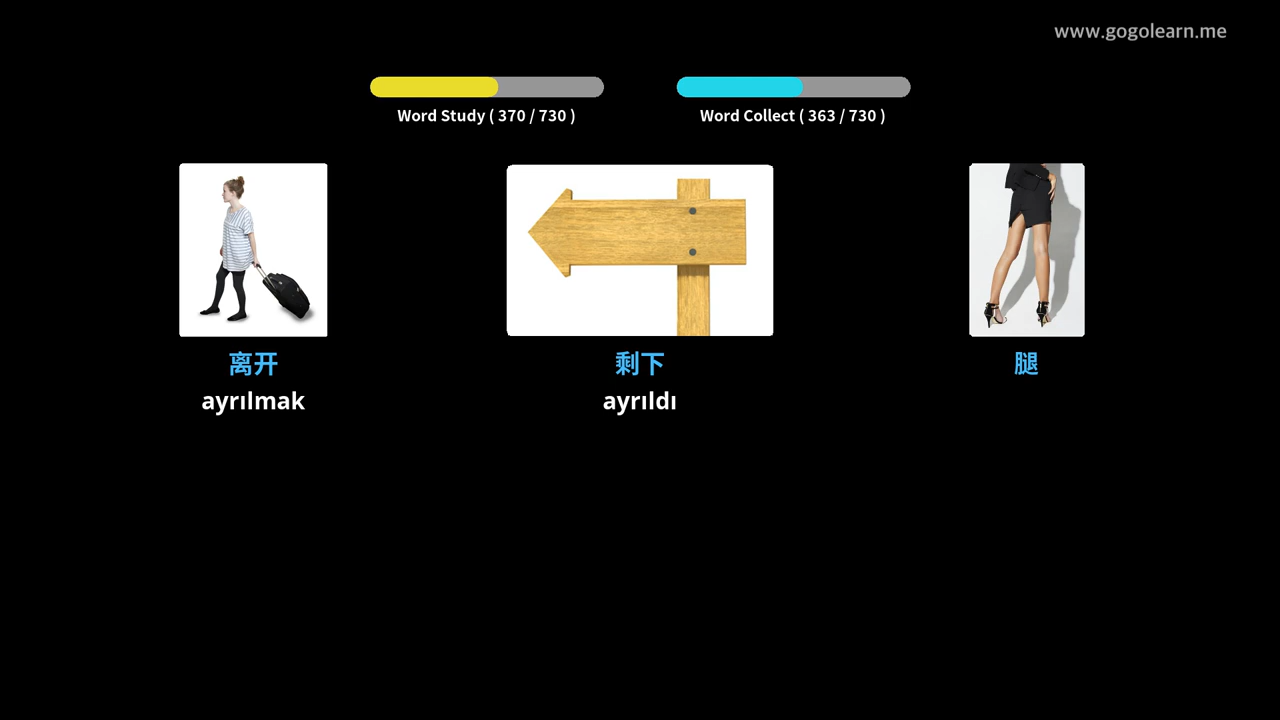 www.gogolearn.me
Word Study ( 370 / 730 )
Word Collect ( 363 / 730 )
离开
ayrılmak
剩下
ayrıldı
腿